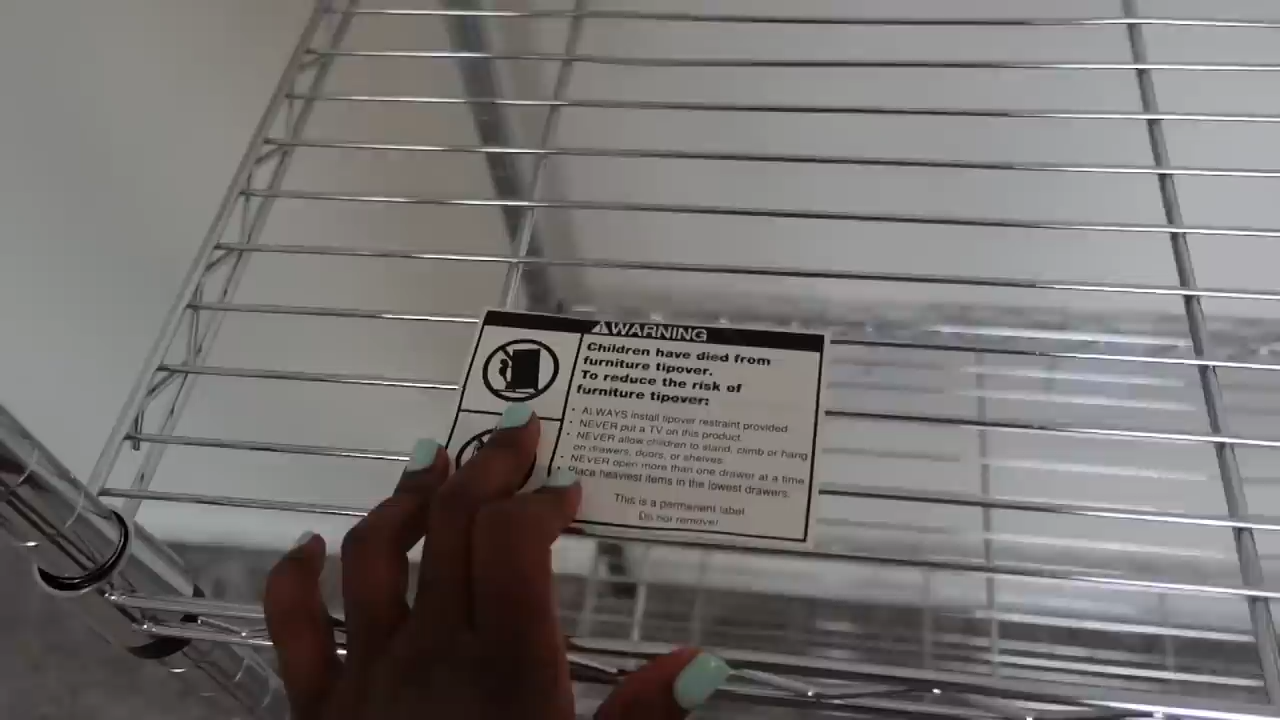 WARNING
Children have died from
furniture tipover.
To reduce the risk of
furniture tipover:
• ALWAYS install tipover restraint provided
• NEVER put a TV on this product.
• NEVER allow children to stand, climb or hang
on drawers, doors, or shelves.
• NEVER open more than one drawer at a time
• Place heaviest items in the lowest drawers.
This is a permanent label.
Do not remove!